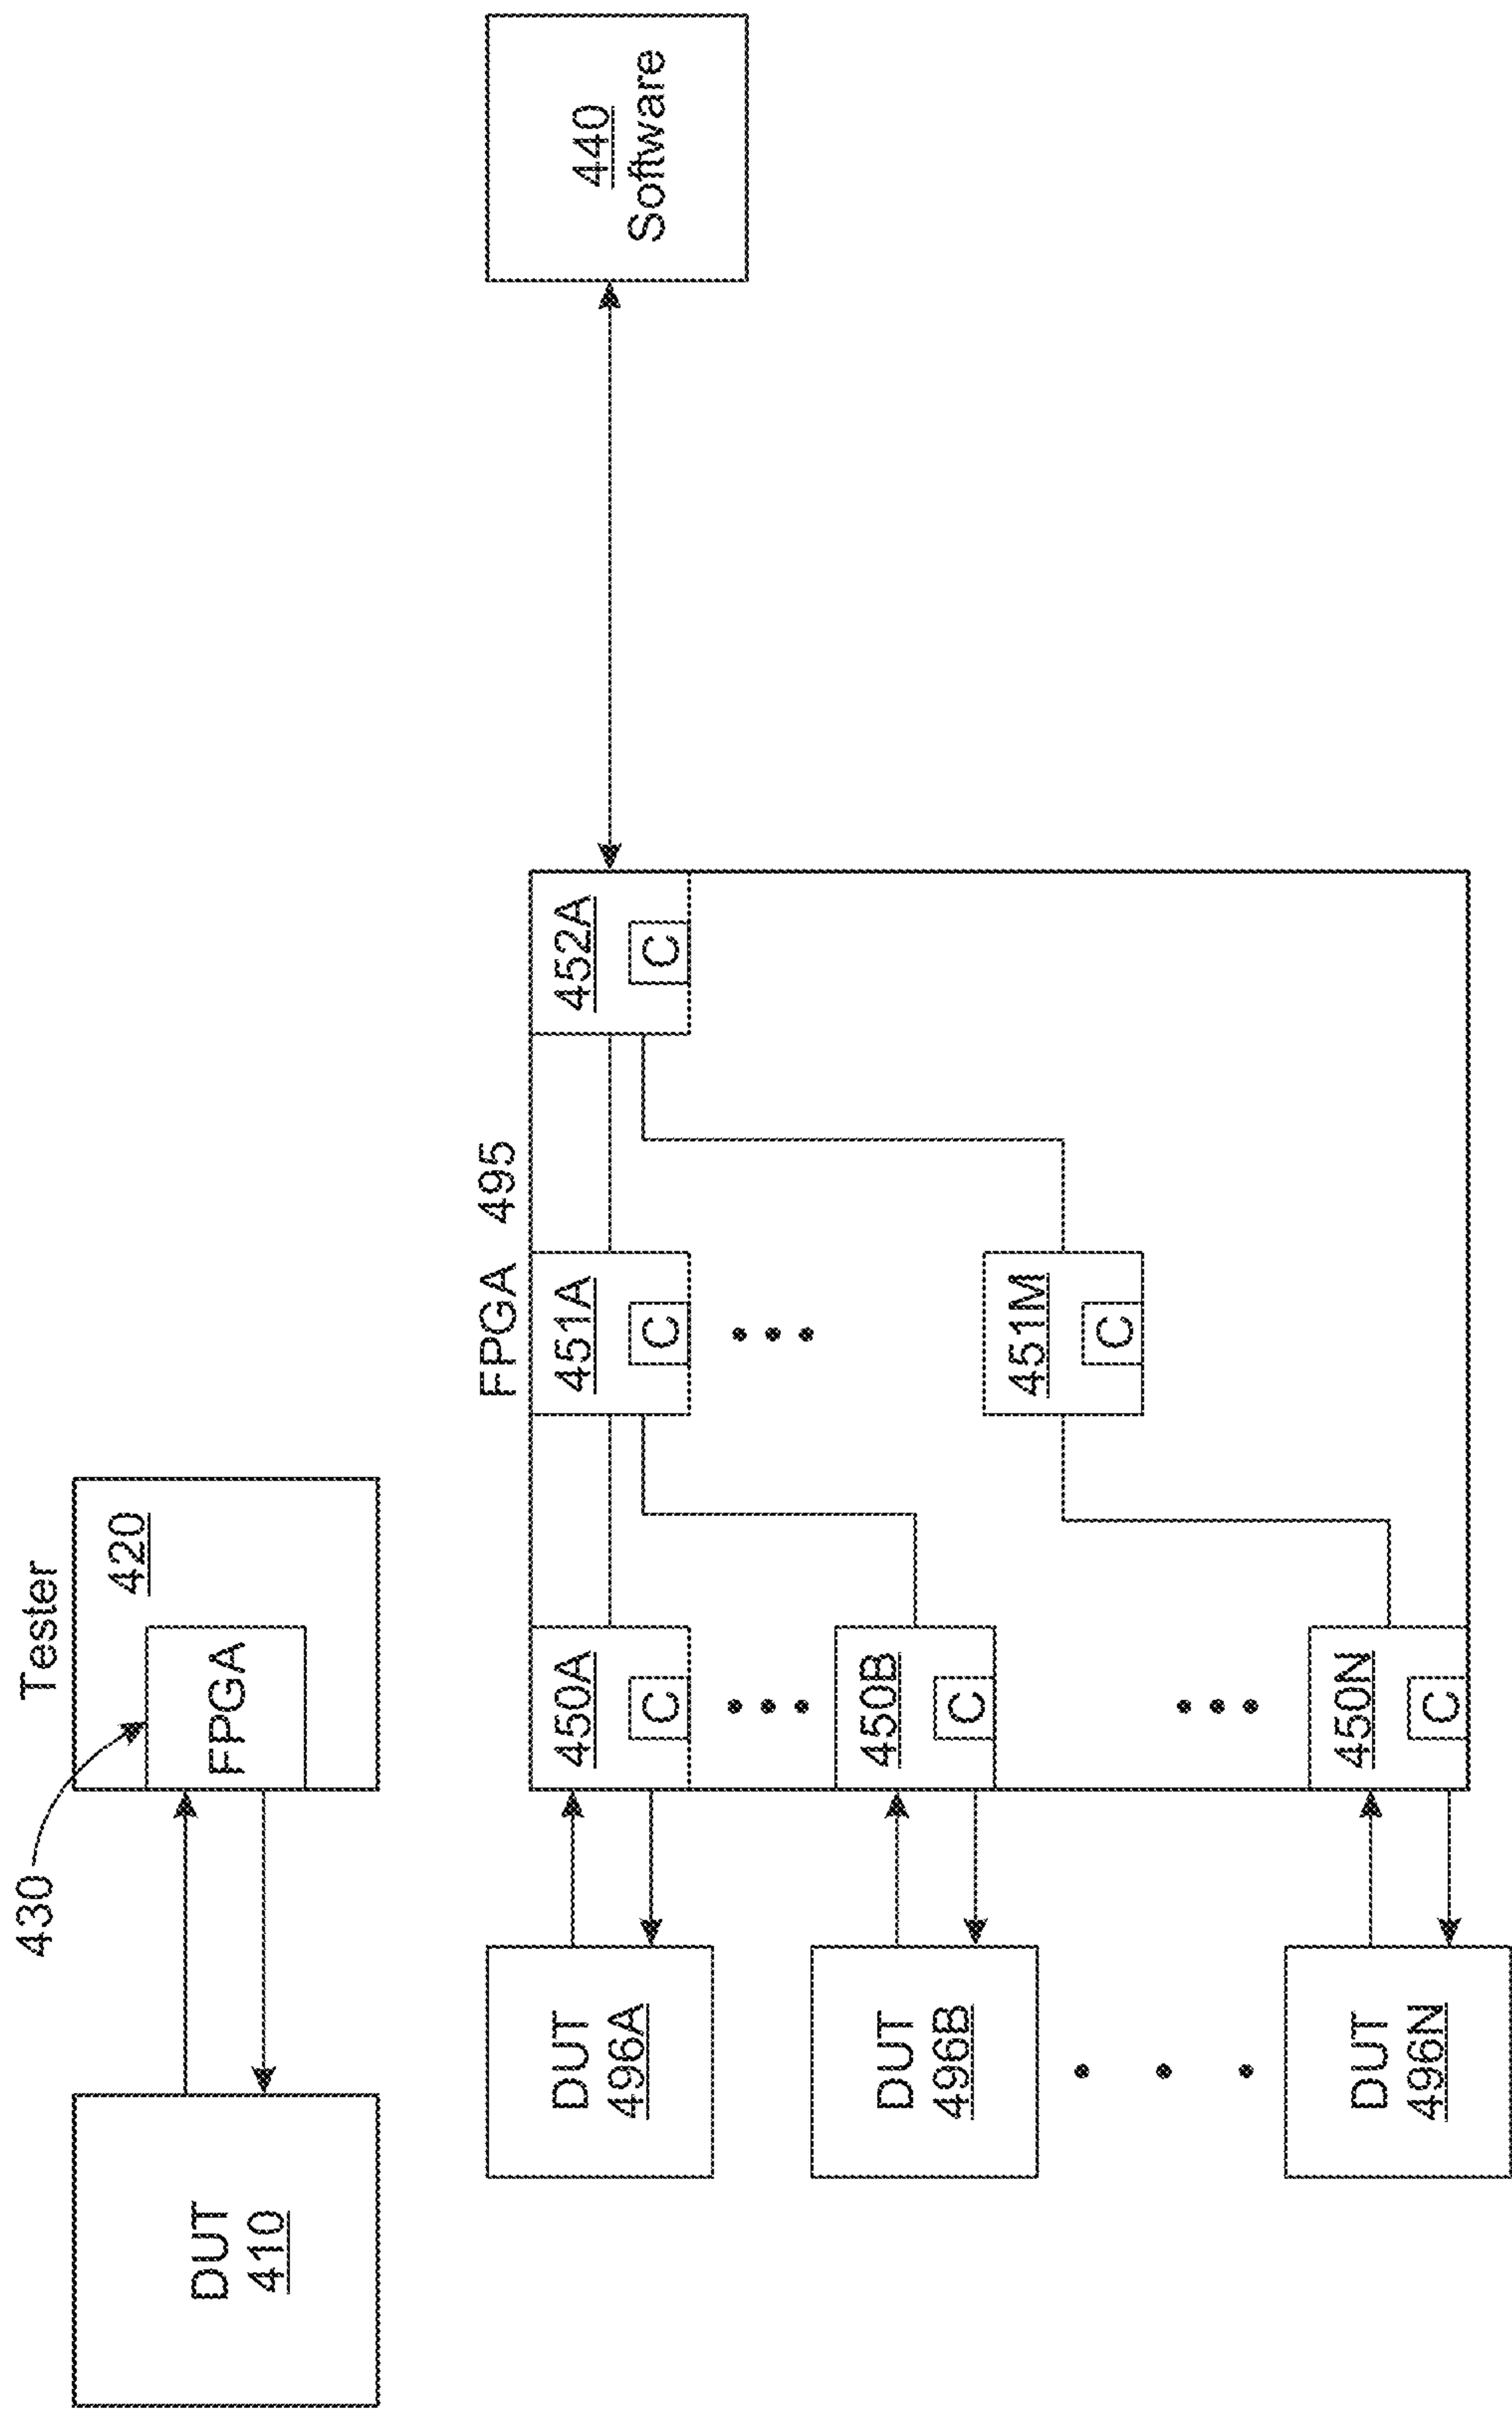 Tester
430
420
FPGA
DUT
410
FPGA 495
450A
C
451A
C
452A
C
440
Software
DUT
496A
450B
C
451M
C
DUT
496B
450N
C
DUT
496N